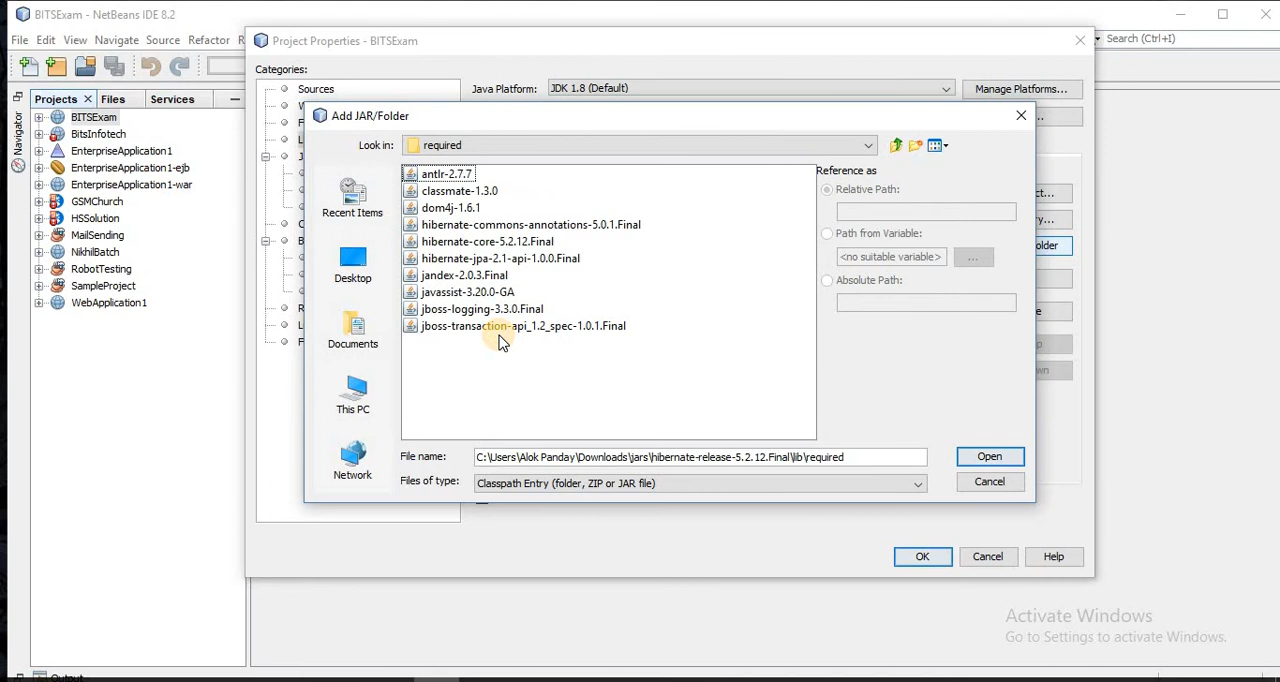 BITSExam - NetBeans IDE 8.2
File Edit View Navigate Source Refactor R
Search (Ctrl+I)
Project Properties - BITSExam
Categories:
Sources
Java Platform: JDK 1.8 (Default) Manage Platforms...
Projects Files Services
Navigator
BITSExam
BitsInfotech
EnterpriseApplication1
EnterpriseApplication1-ejb
EnterpriseApplication1-war
GSMChurch
HSSolution
MailSending
NikhilBatch
RobotTesting
SampleProject
WebApplication1
Add JAR/Folder
Look in: required
Recent Items
Desktop
Documents
This PC
Network
antlr-2.7.7
classmate-1.3.0
dom4j-1.6.1
hibernate-commons-annotations-5.0.1.Final
hibernate-core-5.2.12.Final
hibernate-jpa-2.1-api-1.0.0.Final
jandex-2.0.3.Final
javassist-3.20.0-GA
jboss-logging-3.3.0.Final
jboss-transaction-api_1.2_spec-1.0.1.Final
Reference as
Relative Path:
Path from Variable:
<no suitable variable> ...
Absolute Path:
File name: C:\Users\Alok Panday\Downloads\jars\hibernate-release-5.2.12.Final\lib\required Open
Files of type: Classpath Entry (folder, ZIP or JAR file) Cancel
OK Cancel Help
Activate Windows
Go to Settings to activate Windows.
Output